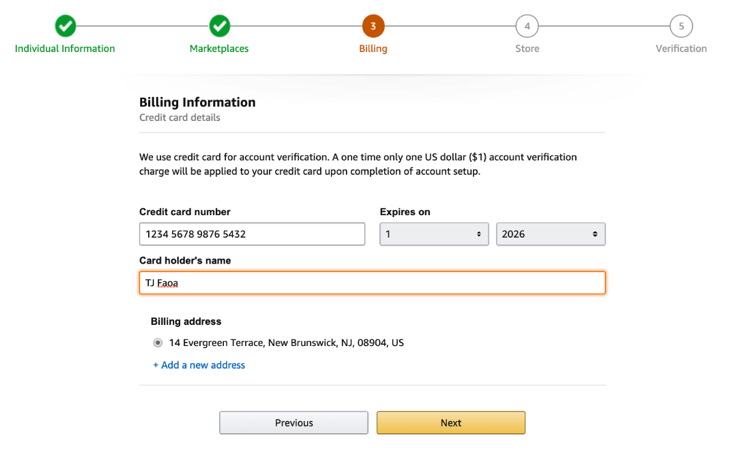 3
4
5
Individual Information
Marketplaces
Billing
Store
Verification
Billing Information
Credit card details
We use credit card for account verification. A one time only one US dollar ($1) account verification
charge will be applied to your credit card upon completion of account setup.
Credit card number
Expires on
1234 5678 9876 5432
1
2026
Card holder's name
TJ Faoa
Billing address
14 Evergreen Terrace, New Brunswick, NJ, 08904, US
+ Add a new address
Previous
Next